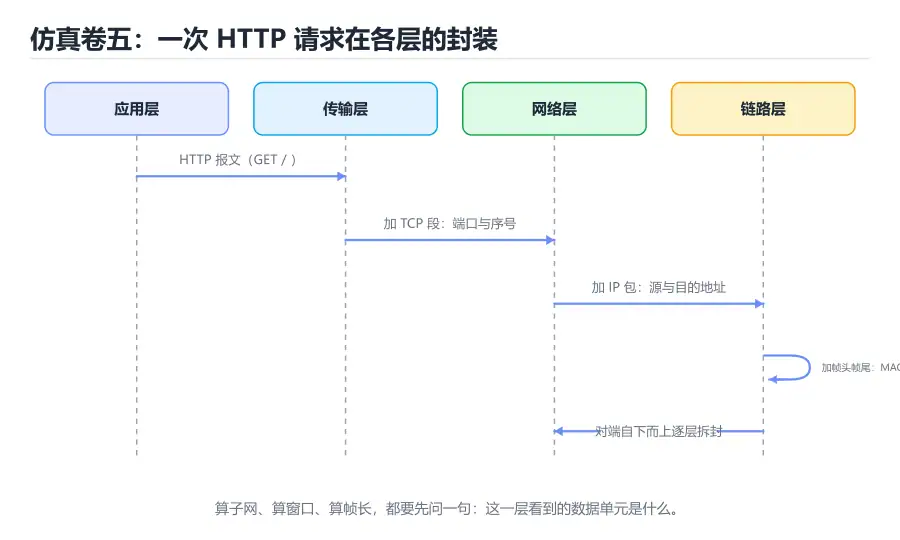 仿真卷五：一次 HTTP 请求在各层的封装
应用层
传输层
网络层
链路层
HTTP 报文（GET / ）
加 TCP 段：端口与序号
加 IP 包：源与目的地址
加帧头帧尾：MAC
对端自下而上逐层拆封
算子网、算窗口、算帧长，都要先问一句：这一层看到的数据单元是什么。